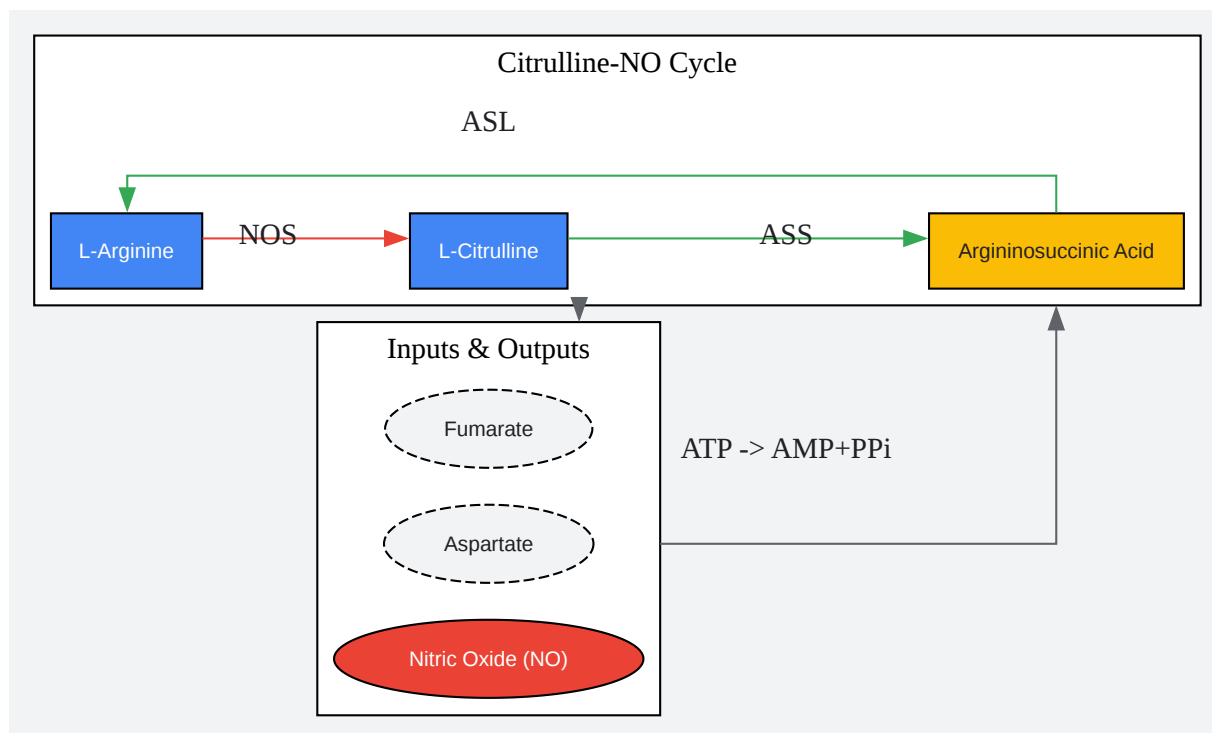 Citrulline-NO Cycle
ASL
L-Arginine
NOS
L-Citrulline
ASS
Argininosuccinic Acid
Inputs & Outputs
Fumarate
ATP -> AMP+PPi
Aspartate
Nitric Oxide (NO)